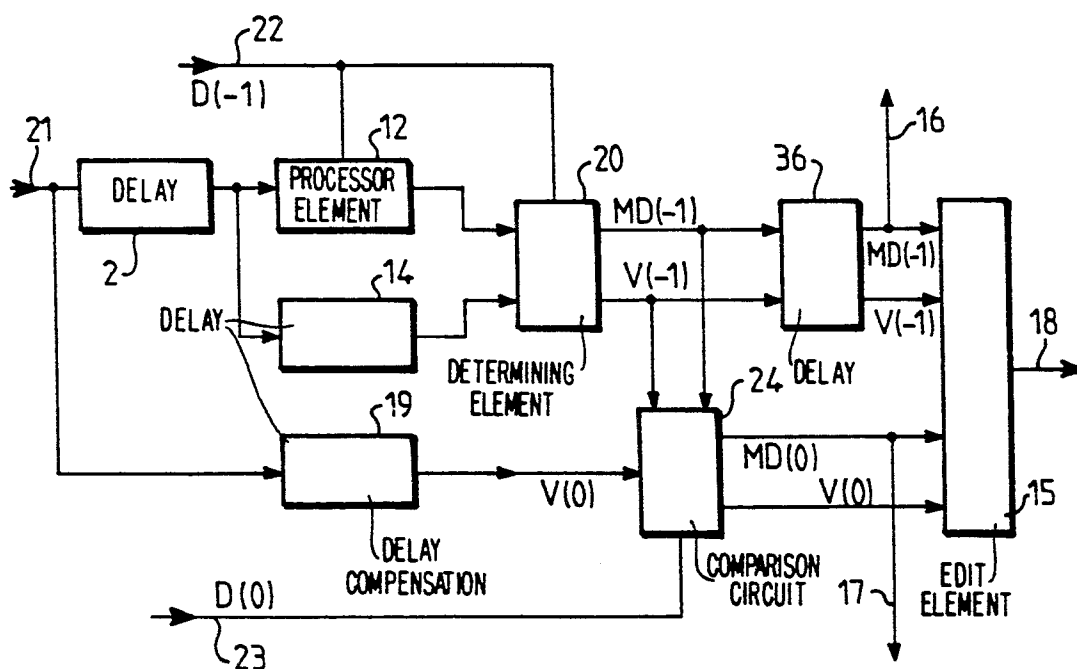 22
D(-1)
21
DELAY
2
12
PROCESSOR
ELEMENT
20
MD(-1)
V(-1)
36
16
MD(-1)
V(-1)
14
DELAY
DETERMINING
ELEMENT
DELAY
18
19
V(0)
24
MD(0)
V(0)
15
DELAY
COMPENSATION
COMPARISON
CIRCUIT
17
EDIT
ELEMENT
D(0)
23